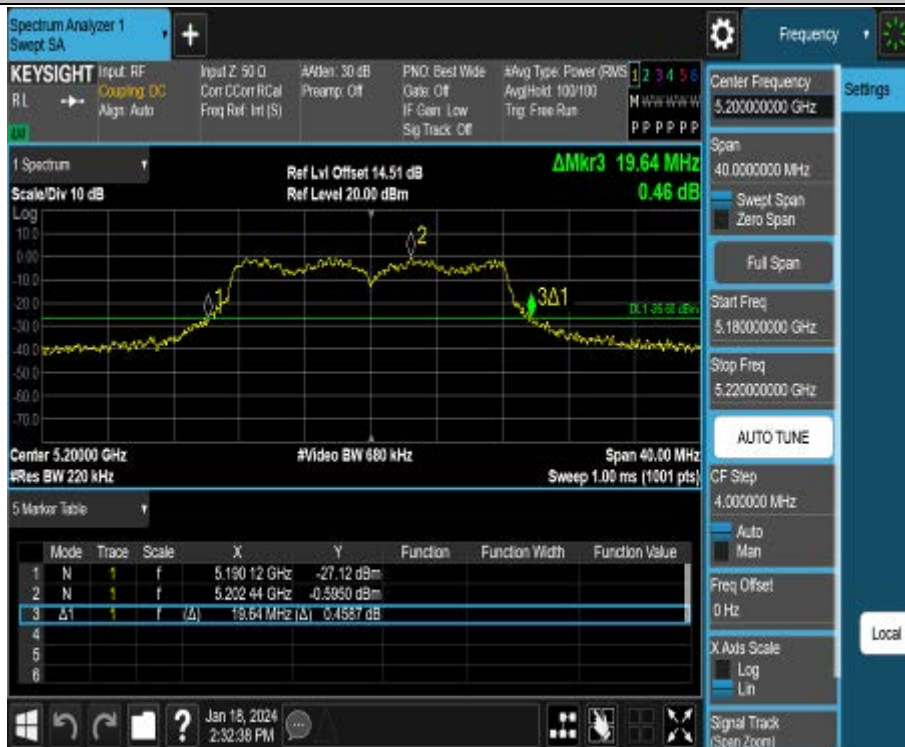 Spectrum Analyzer 1
Swept SA
Frequency
KEYSIGHT
RL
Input: RF
Coupling: DC
Align: Auto
Input Z: 50 Ω
Corr CCorr RCal
Freq Ref: Int (S)
#Atten: 30 dB
Preamp: Off
PNO: Best Wide
Gate: Off
IF Gain: Low
Sig Track: Off
#Avg Type: Power (RMS
Avg|Hold: 100/100
Trig: Free Run
1 2 3 4 5 6
M W W W W W
P P P P P P
Center Frequency
5.200000000 GHz
Settings
1 Spectrum
Scale/Div 10 dB
Ref Lvl Offset 14.51 dB
Ref Level 20.00 dBm
ΔMkr3 19.64 MHz
0.46 dB
Span
40.0000000 MHz
Swept Span
Zero Span
Full Span
Log
10.0
0.00
-10.0
-20.0
-30.0
-40.0
-50.0
-60.0
-70.0
1
2
3Δ1
Start Freq
5.180000000 GHz
Stop Freq
5.220000000 GHz
AUTO TUNE
Center 5.20000 GHz
#Res BW 220 kHz
#Video BW 680 kHz
Span 40.00 MHz
Sweep 1.00 ms (1001 pts)
CF Step
4.000000 MHz
Auto
Man
5 Marker Table
Mode Trace Scale X Y Function Function Width Function Value
1 N 1 f 5.190 12 GHz -27.12 dBm
2 N 1 f 5.202 44 GHz -0.5950 dBm
3 Δ1 1 f (Δ) 19.64 MHz (Δ) 0.4587 dB
4
5
6
Freq Offset
0 Hz
X Axis Scale
Log
Lin
Local
Signal Track
(Span Zoom)
?
Jan 18, 2024
2:32:38 PM